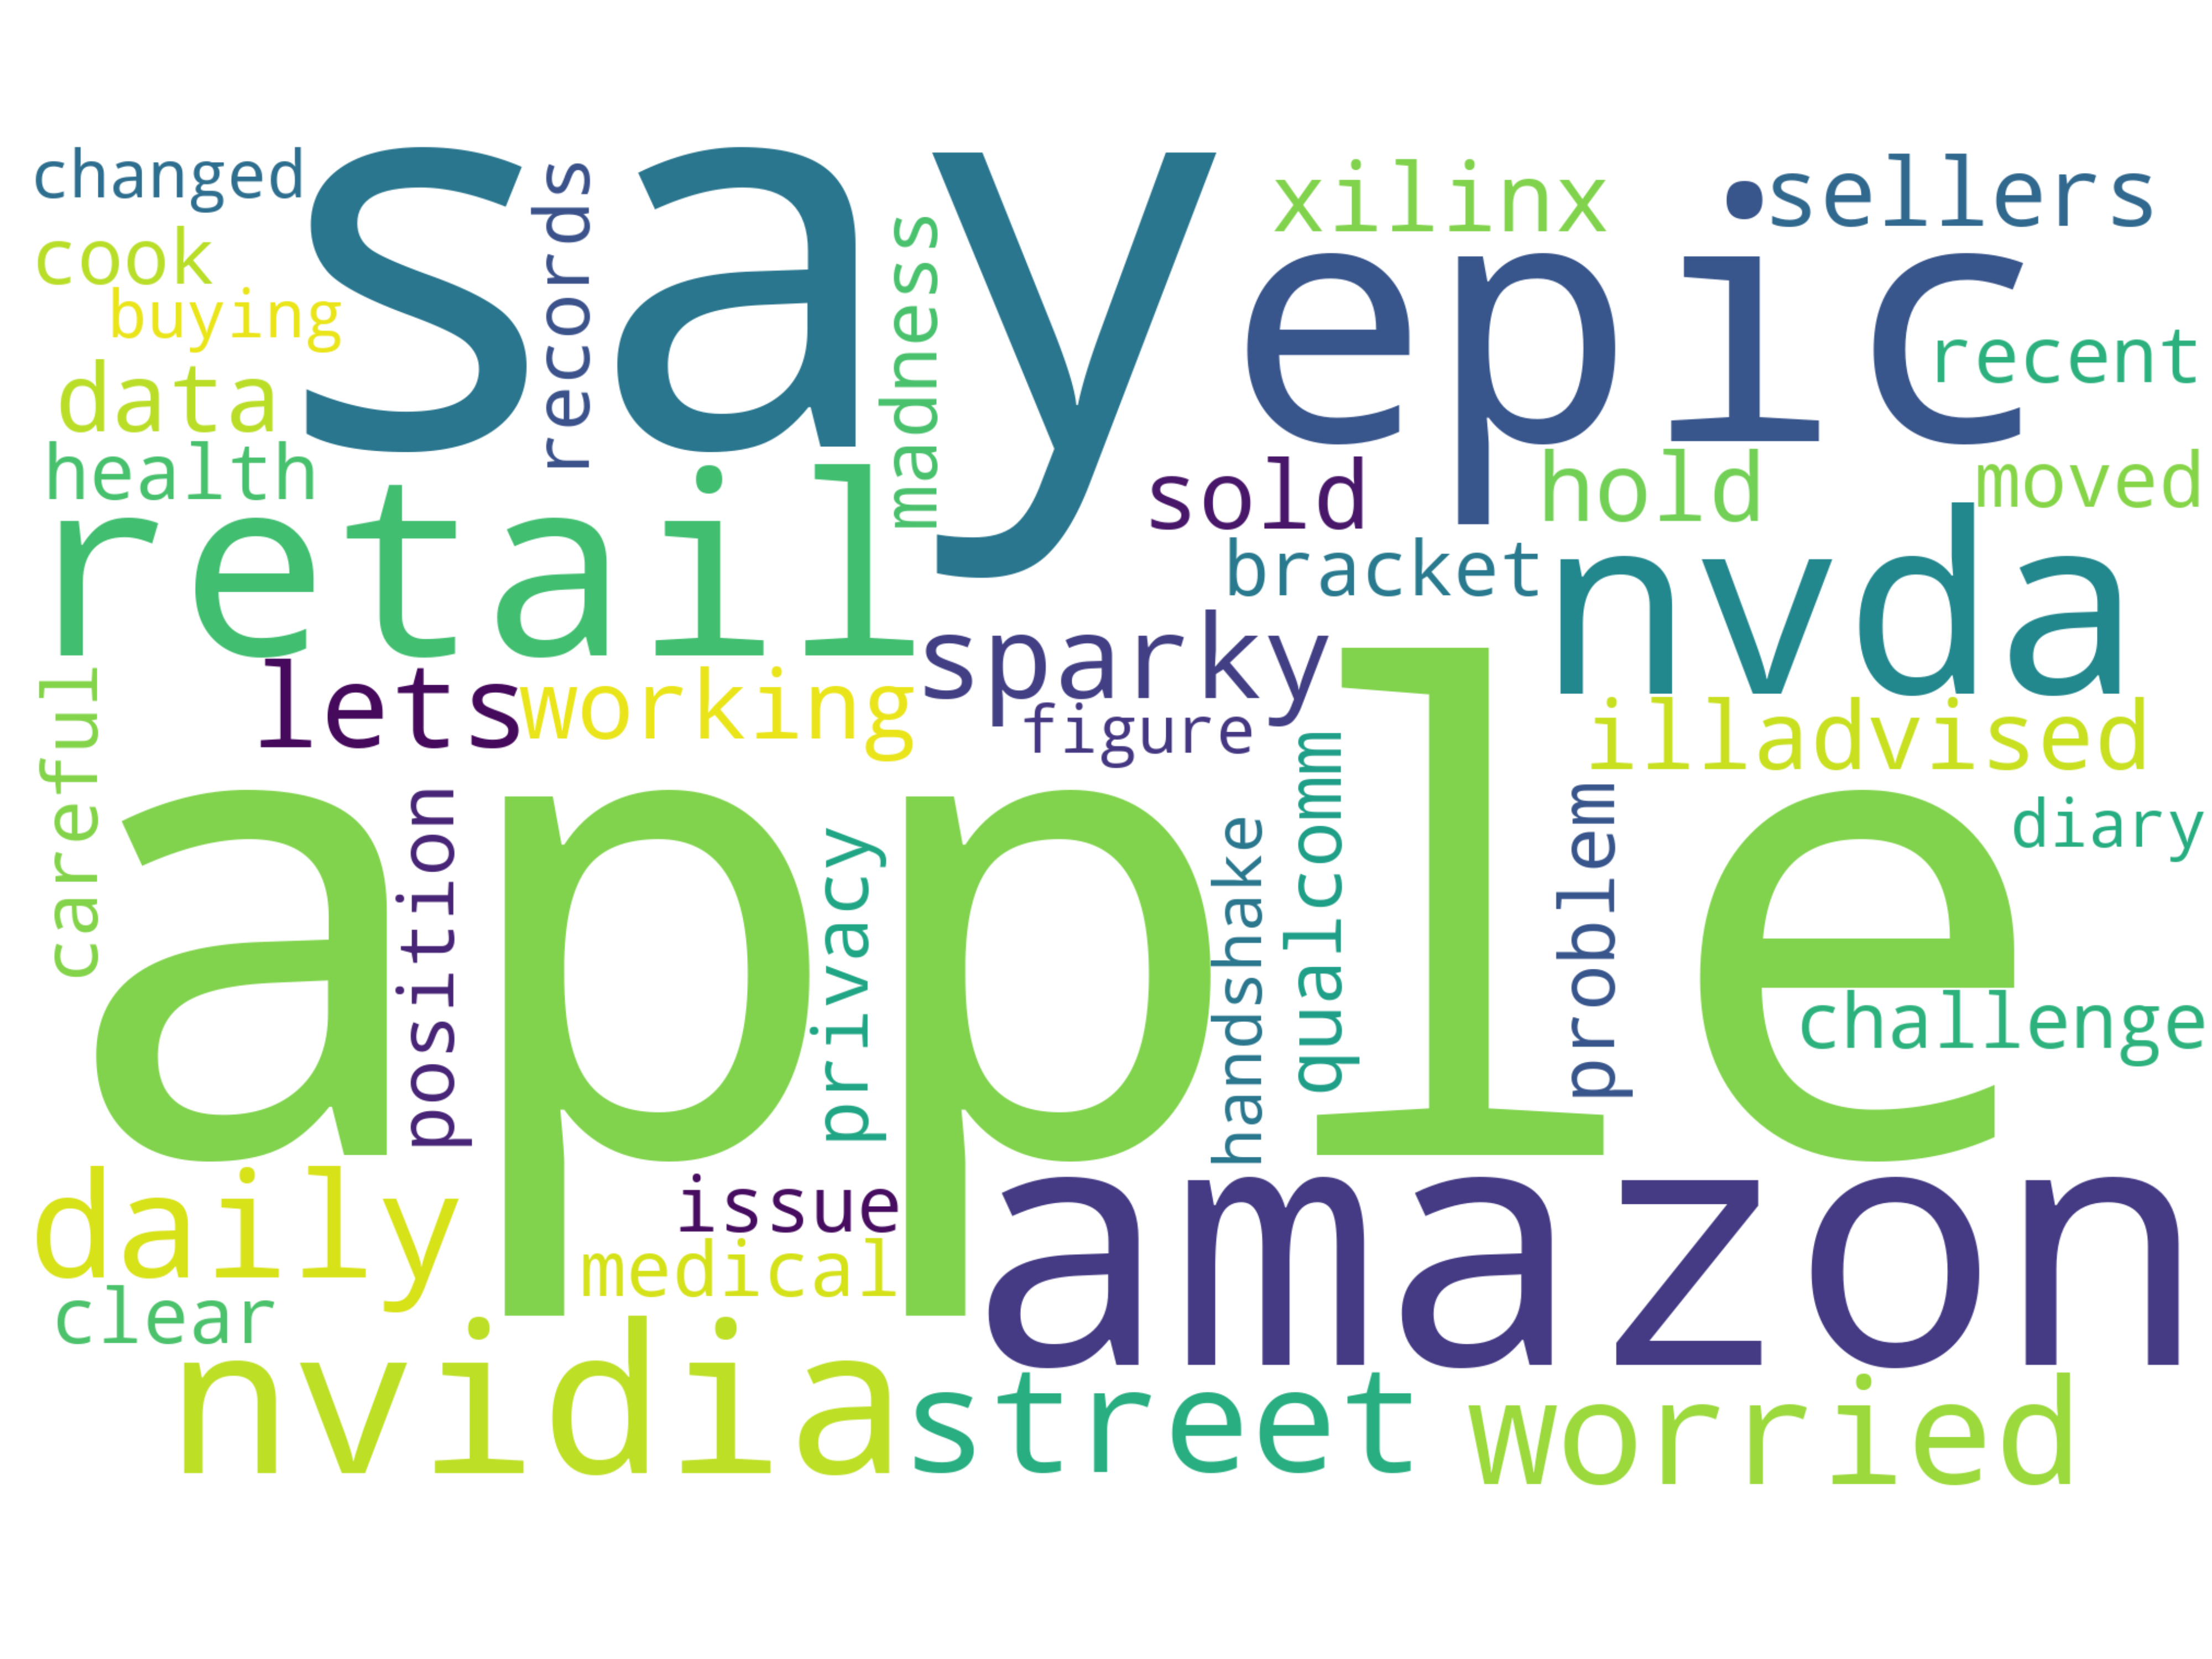 changed
say
records
madness
xilinx
sellers
epic
cook
buying
data
recent
health
retail
sold
hold
moved
bracket
nvda
sparky
lets
working
figure
illadvised
careful
apple
position
privacy
handshake
qualcomm
problem
diary
challenge
daily
issue
medical
amazon
clear
nvidia
street
worried